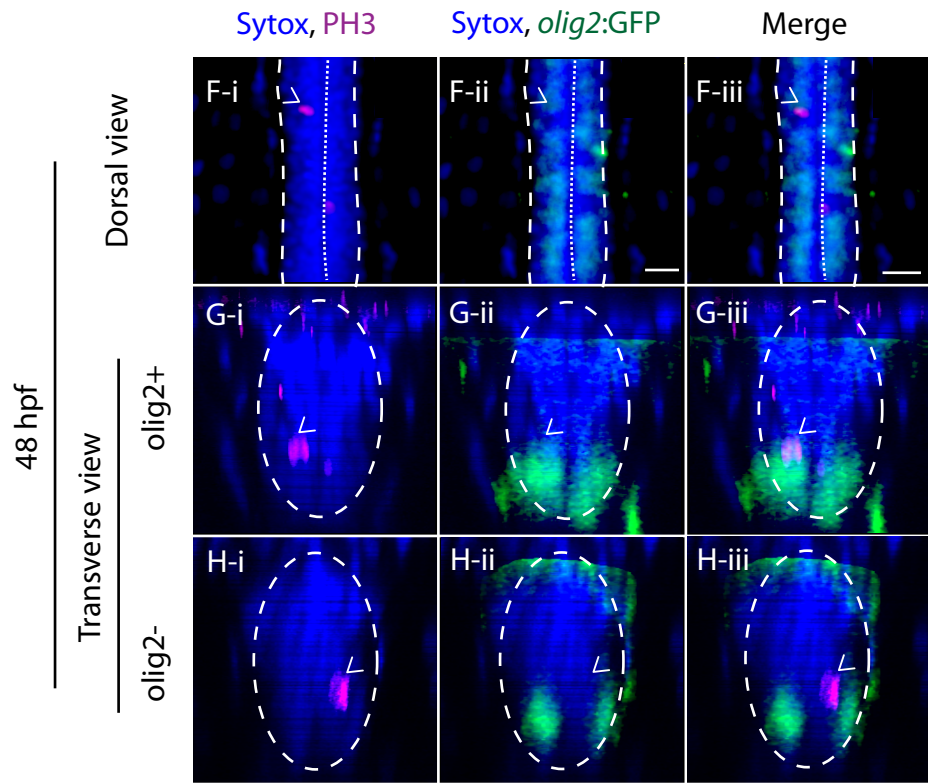 Sytox, PH3
Sytox, olig2:GFP
Merge
48 hpf
Dorsal view
F-i
F-ii
F-iii
Transverse view
olig2+
G-i
G-ii
G-iii
olig2-
H-i
H-ii
H-iii